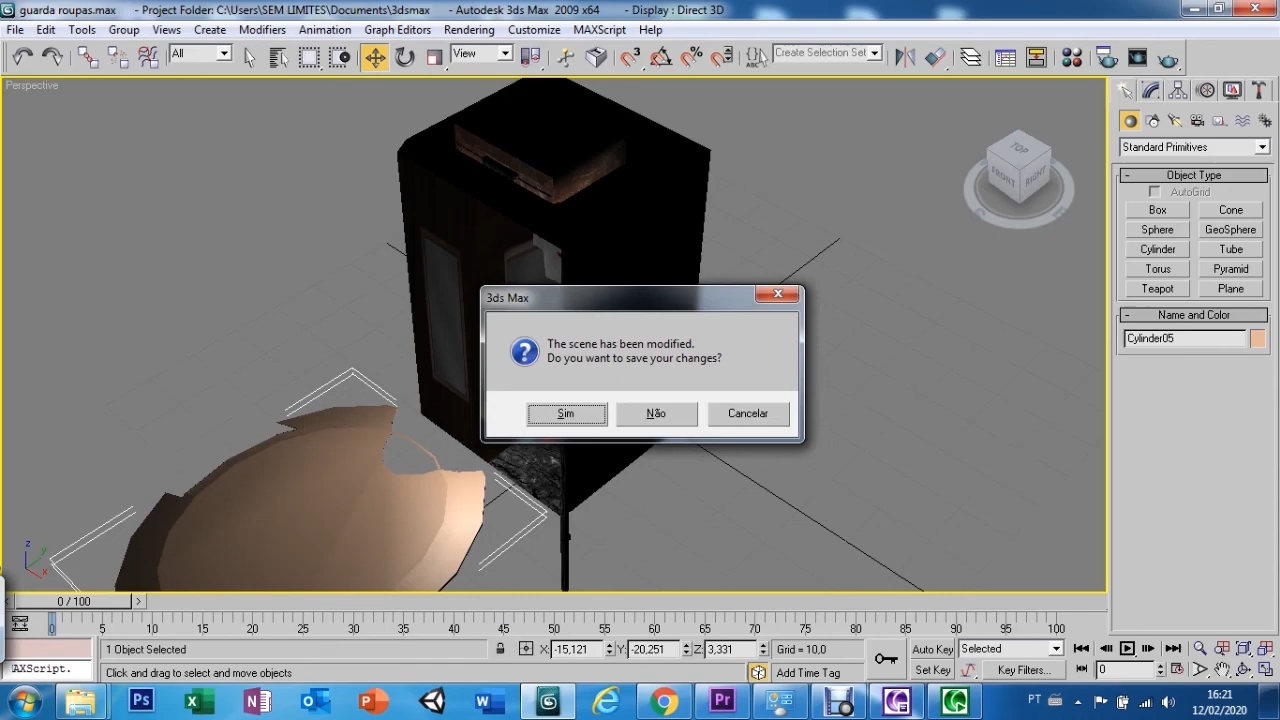 guarda roupas.max - Project Folder: C:\Users\SEM LIMITES\Documents\3dsmax - Autodesk 3ds Max 2009 x64 - Display : Direct 3D
File Edit Tools Group Views Create Modifiers Animation Graph Editors Rendering Customize MAXScript Help
All View 3 % ABC Create Selection Set
Perspective
TOP
FRONT RIGHT
Standard Primitives
- Object Type
AutoGrid
Box Cone
Sphere GeoSphere
Cylinder Tube
Torus Pyramid
Teapot Plane
- Name and Color
Cylinder05
3ds Max
The scene has been modified.
Do you want to save your changes?
Sim Não Cancelar
z
y
x
0 / 100
0 5 10 15 20 25 30 35 40 45 50 55 60 65 70 75 80 85 90 95 100
1 Object Selected X: -15,121 Y: -20,251 Z: 3,331 Grid = 10,0 Auto Key Selected
AXScript. Click and drag to select and move objects Add Time Tag Set Key Key Filters... 0
Ps X N O P W Pr PT 16:21
12/02/2020